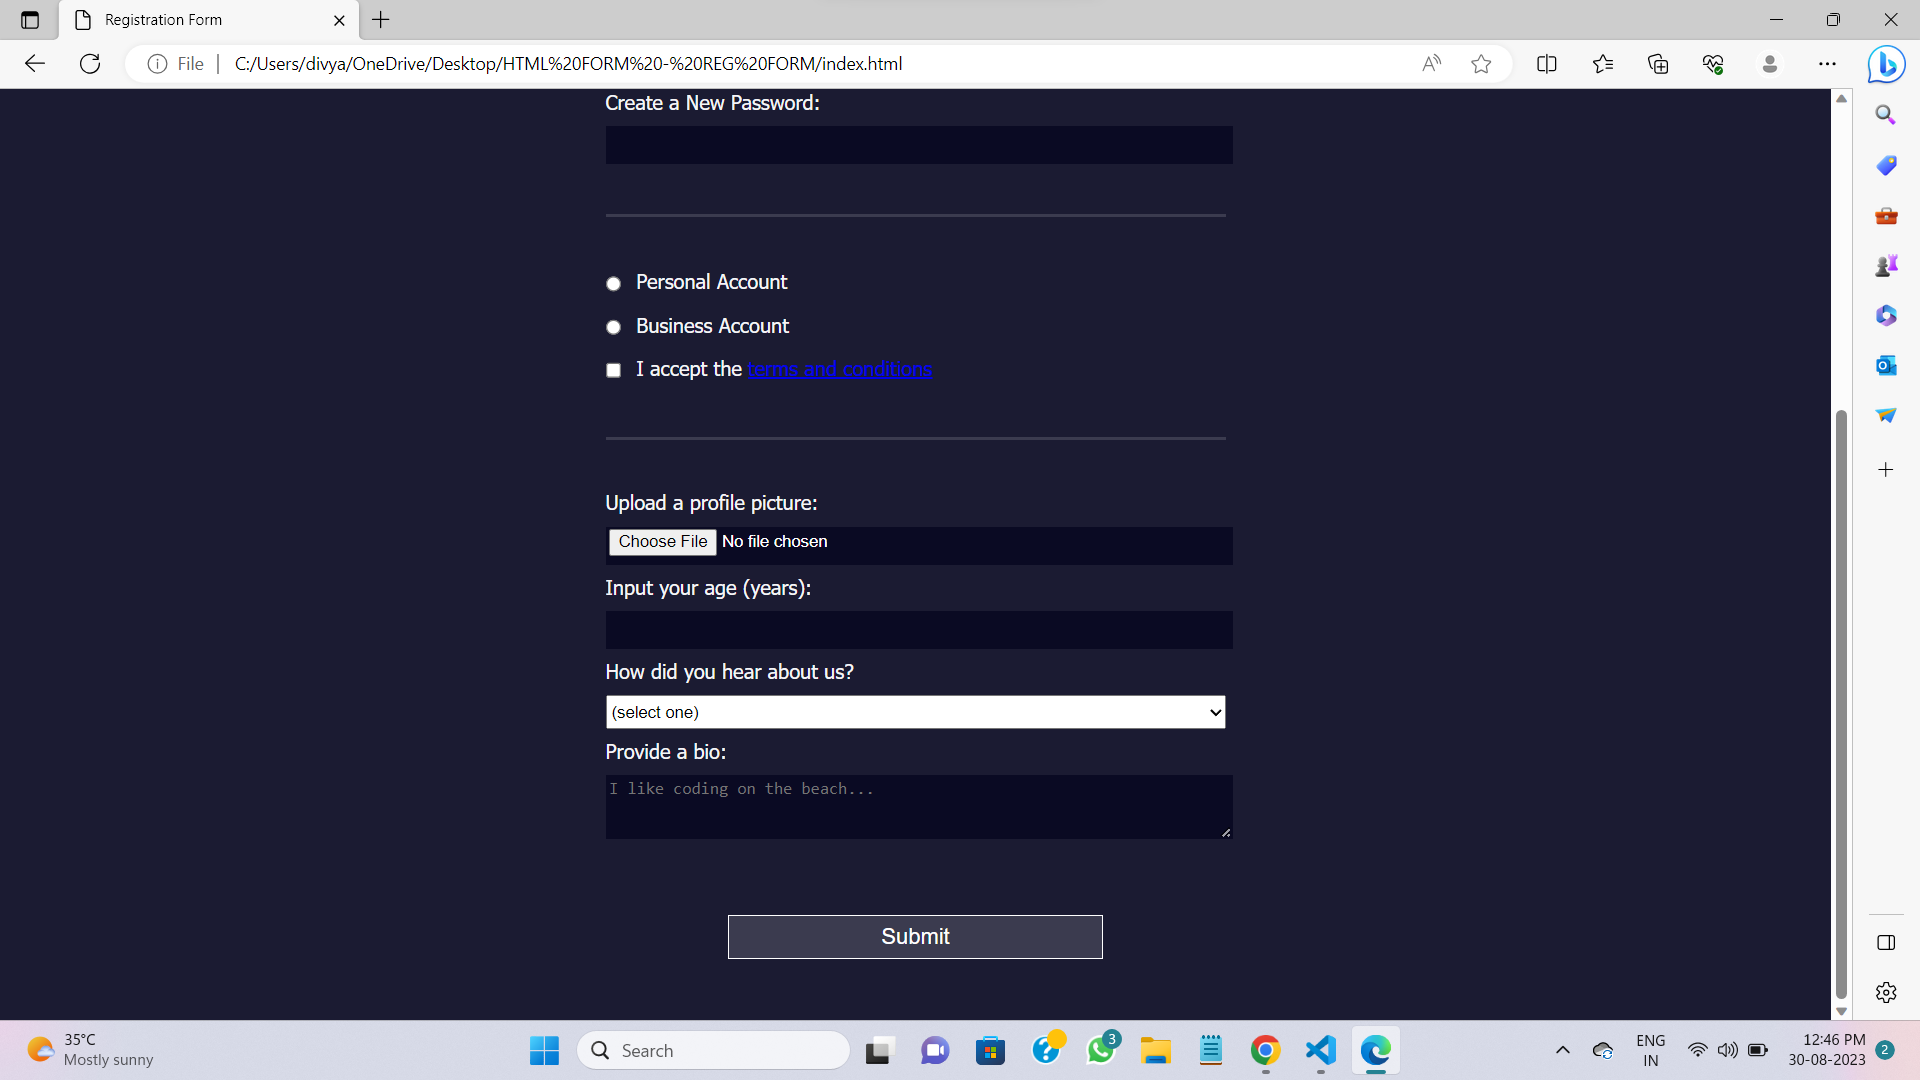 Registration Form
File
C:/Users/divya/OneDrive/Desktop/HTML%20FORM%20-%20REG%20FORM/index.html
Create a New Password:
Personal Account
Business Account
I accept the terms and conditions
Upload a profile picture:
Choose File No file chosen
Input your age (years):
How did you hear about us?
(select one)
Provide a bio:
I like coding on the beach...
Submit
35°C
Mostly sunny
Search
3
ENG
IN
12:46 PM
30-08-2023
2